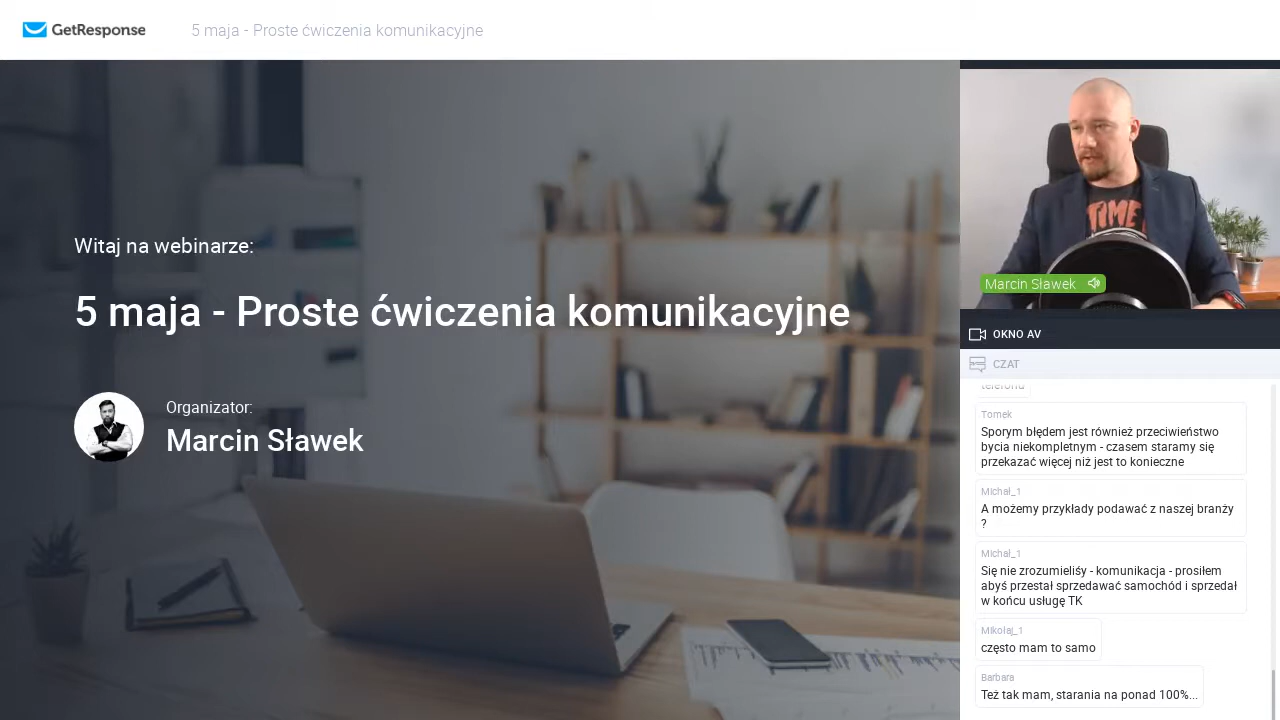 GetResponse
5 maja - Proste ćwiczenia komunikacyjne
Witaj na webinarze:
5 maja - Proste ćwiczenia komunikacyjne
Organizator:
Marcin Sławek
TIME
Marcin Sławek
OKNO AV
CZAT
telefonu
Tomek
Sporym błędem jest również przeciwieństwo
bycia niekompletnym - czasem staramy się
przekazać więcej niż jest to konieczne
Michał_1
A możemy przykłady podawać z naszej branży
?
Michał_1
Się nie zrozumieliśy - komunikacja - prosiłem
abyś przestał sprzedawać samochód i sprzedał
w końcu usługę TK
Mikołaj_1
często mam to samo
Barbara
Też tak mam, starania na ponad 100%...